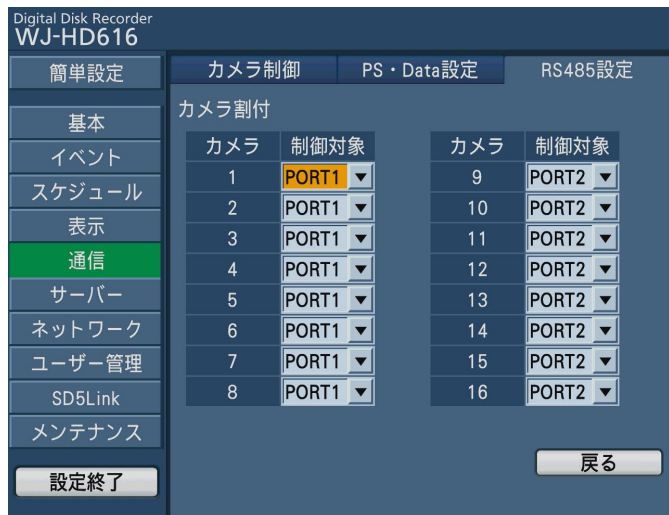 Digital Disk Recorder
WJ-HD616
簡単設定
基本
イベント
スケジュール
表示
通信
サーバー
ネットワーク
ユーザー管理
SD5Link
メンテナンス
設定終了
カメラ制御 PS・Data設定 RS485設定
カメラ割付
カメラ 制御対象 カメラ 制御対象
1 PORT1 9 PORT2
2 PORT1 10 PORT2
3 PORT1 11 PORT2
4 PORT1 12 PORT2
5 PORT1 13 PORT2
6 PORT1 14 PORT2
7 PORT1 15 PORT2
8 PORT1 16 PORT2
戻る